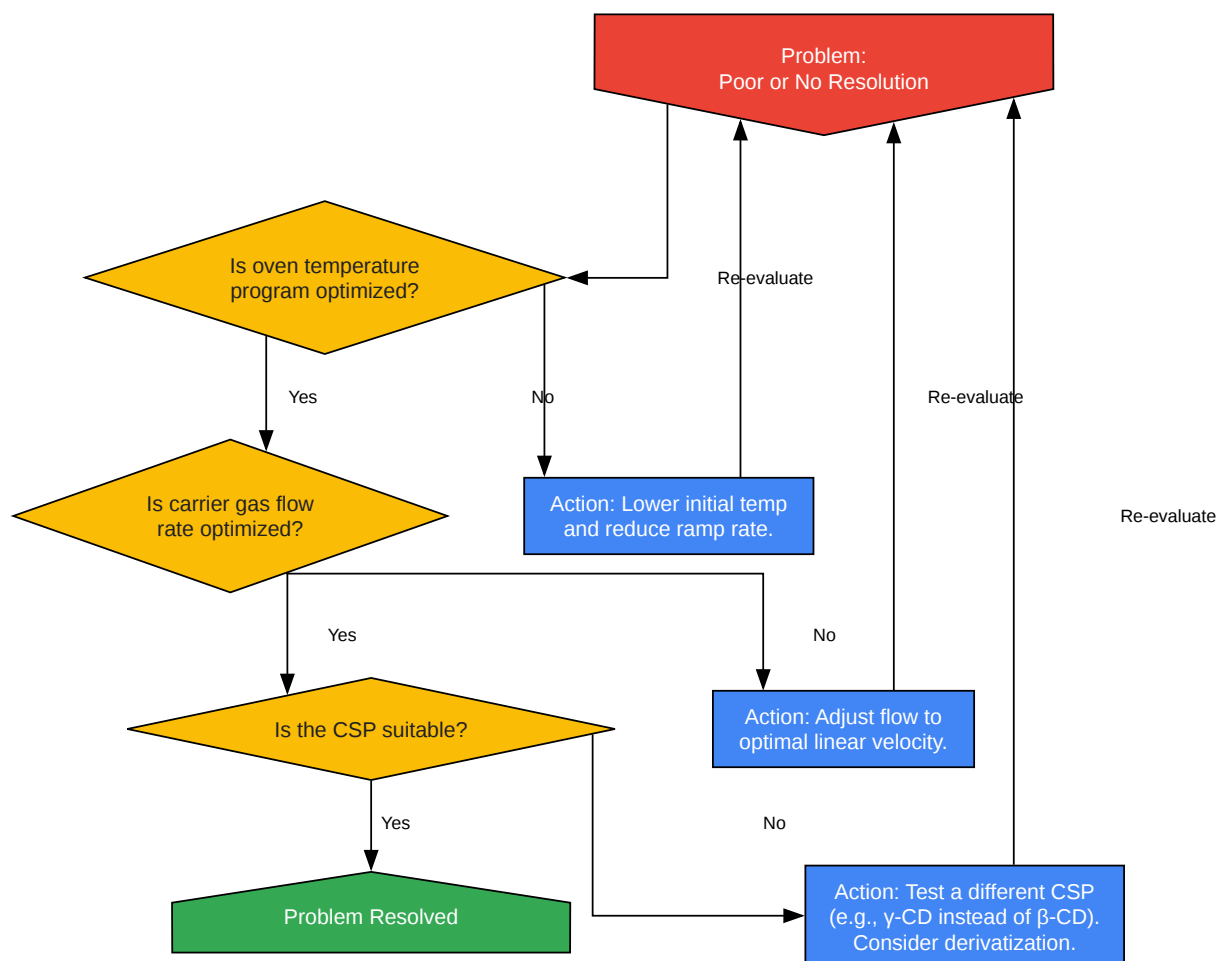 Problem:
Poor or No Resolution
Is oven temperature
program optimized?
Re-evaluate
Yes
No
Re-evaluate
Is carrier gas flow
rate optimized?
Action: Lower initial temp
and reduce ramp rate.
Re-evaluate
Yes
No
Is the CSP suitable?
Action: Adjust flow to
optimal linear velocity.
Yes
No
Problem Resolved
Action: Test a different CSP
(e.g., γ-CD instead of β-CD).
Consider derivatization.